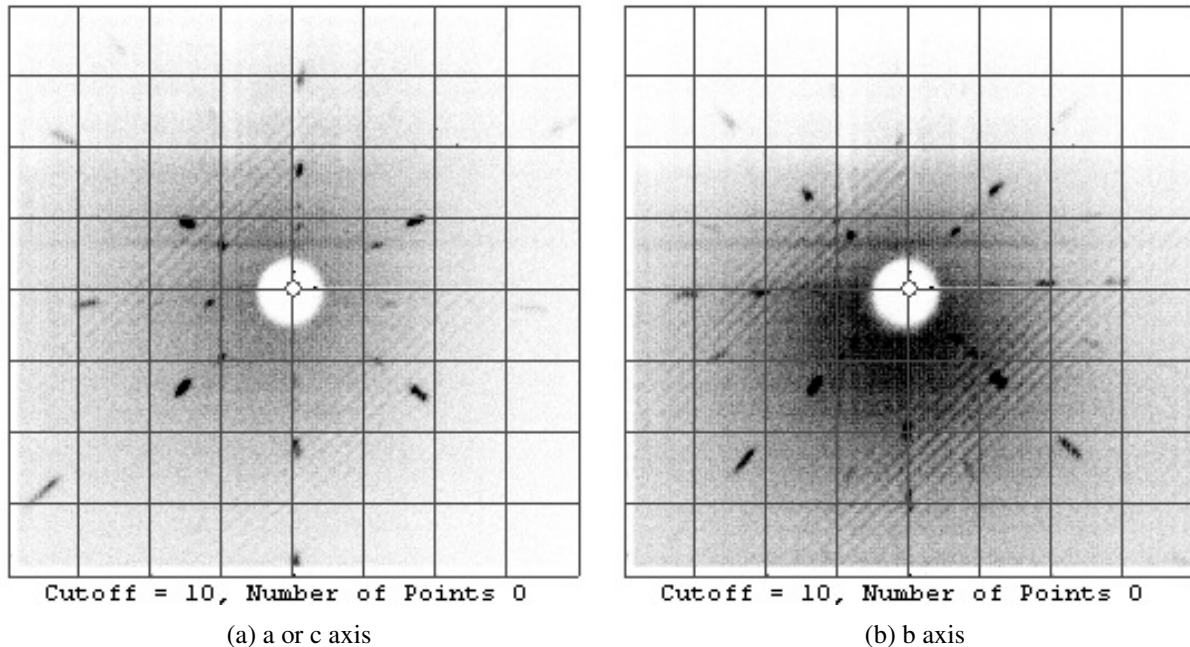 Cutoff = 10, Number of Points 0
Cutoff = 10, Number of Points 0
(a) a or c axis
(b) b axis